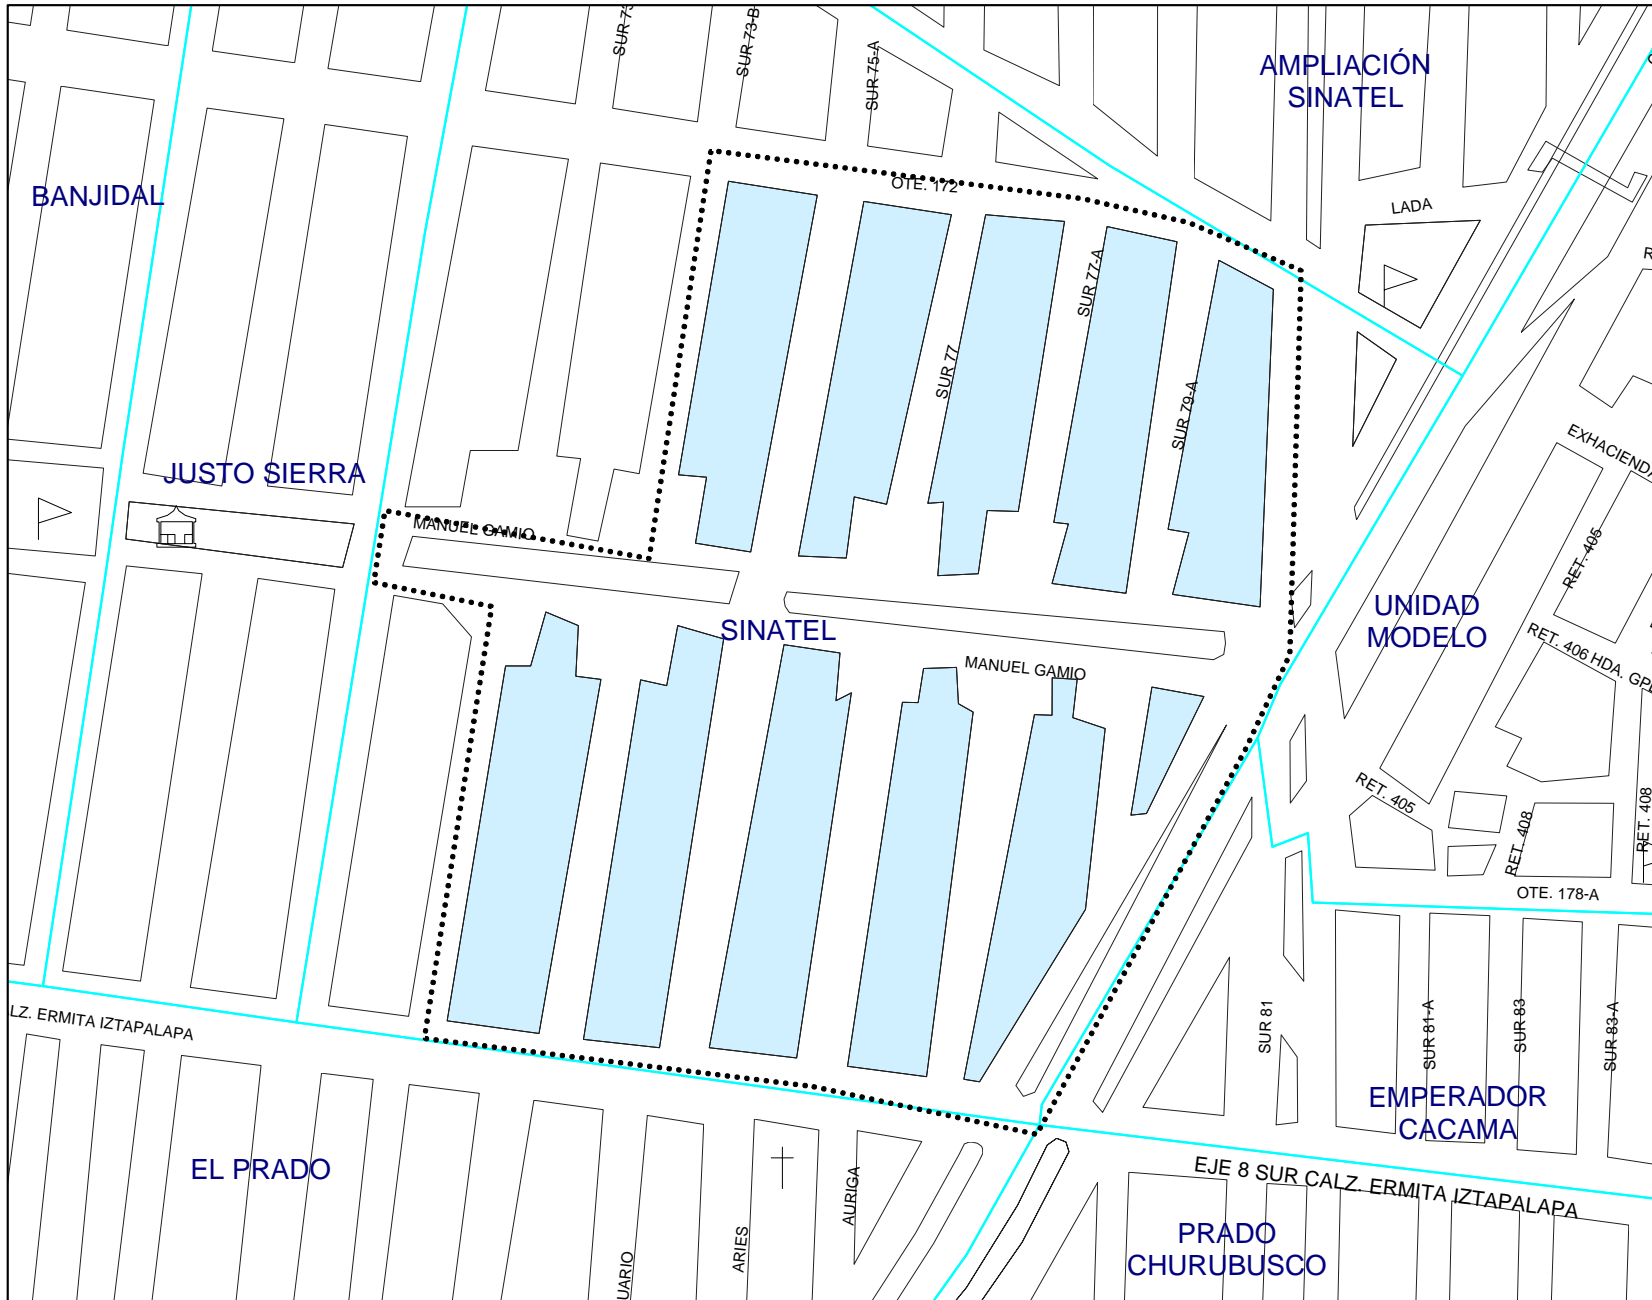 SUR 73-B
SUR 75-A
AMPLIACIÓN
SINATEL
BANJIDAL
OTE. 172
LADA
SUR 77-A
SUR 77
SUR 79-A
EXHACIENDA
JUSTO SIERRA
MANUEL GAMIO
RET. 405
SINATEL
UNIDAD
MODELO
MANUEL GAMIO
RET. 406 HDA.
RET. 405
RET. 408
RET. 408
OTE. 178-A
LZ. ERMITA IZTAPALAPA
SUR 81
SUR 81-A
SUR 83
SUR 83-A
EMPERADOR
CACAMA
EL PRADO
EJE 8 SUR CALZ. ERMITA IZTAPALAPA
AURIGA
ARIES
UARIO
PRADO
CHURUBUSCO